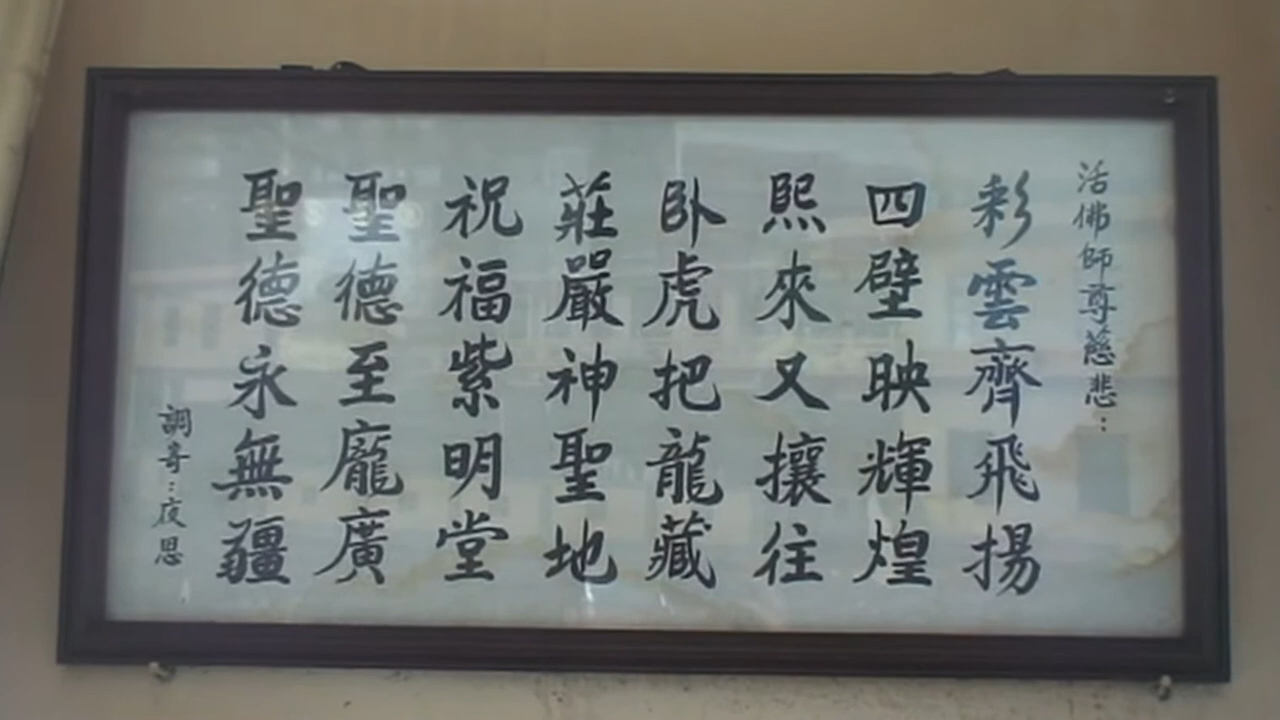 活佛師尊慈悲：
彩雲齊飛揚
四壁映輝煌
熙來又攘往
臥虎把龍藏
莊嚴神聖地
祝福紫明堂
聖德至龐廣
聖德永無疆
調寄：夜思